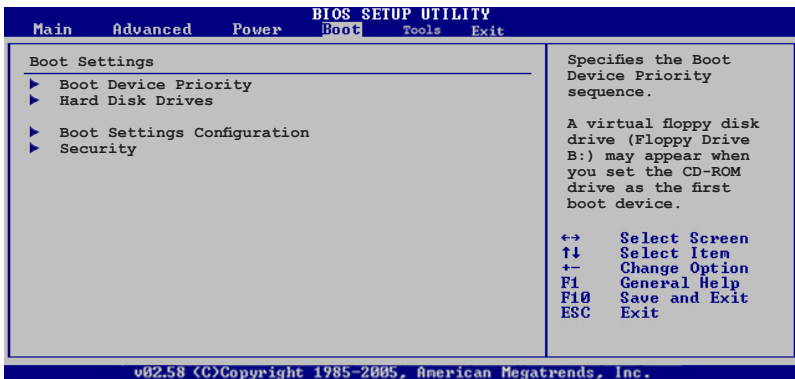 BIOS SETUP UTILITY
Main Advanced Power Boot Tools Exit
Boot Settings
Boot Device Priority
Hard Disk Drives
Boot Settings Configuration
Security
Specifies the Boot
Device Priority
sequence.
A virtual floppy disk
drive (Floppy Drive
B:) may appear when
you set the CD-ROM
drive as the first
boot device.
←→ Select Screen
↑↓ Select Item
+- Change Option
F1 General Help
F10 Save and Exit
ESC Exit
v02.58 (C)Copyright 1985-2005, American Megatrends, Inc.